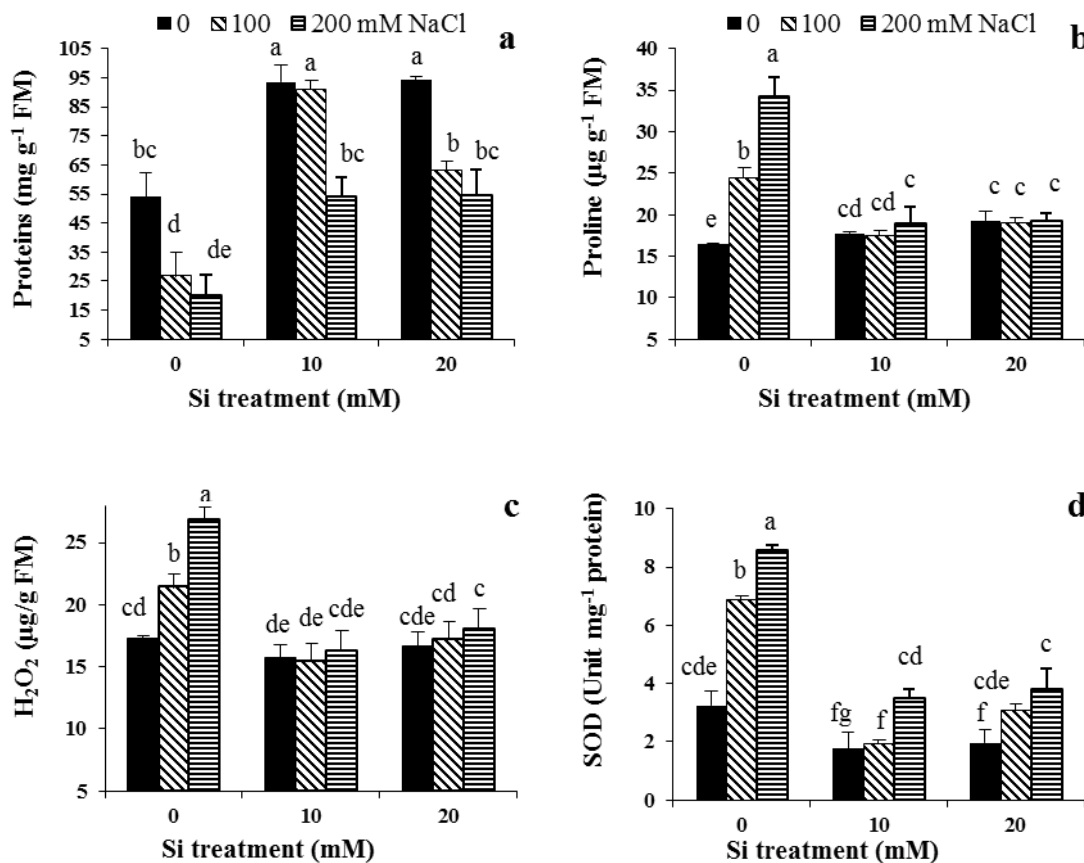 0 100 200 mM NaCl
a
Proteins (mg g⁻¹ FM)
105
95
85
75
65
55
45
35
25
15
5
bc
d
de
a
a
bc
a
b
bc
0 10 20
Si treatment (mM)
0 100 200 mM NaCl
b
Proline (µg g⁻¹ FM)
40
35
30
25
20
15
10
5
e
b
a
cd
cd
c
c
c
c
0 10 20
Si treatment (mM)
c
H₂O₂ (µg/g FM)
25
20
15
10
5
cd
b
a
de
de
cde
cde
cd
c
0 10 20
Si treatment (mM)
d
SOD (Unit mg⁻¹ protein)
10
8
6
4
2
0
cde
b
a
fg
f
cd
f
cde
c
0 10 20
Si treatment (mM)